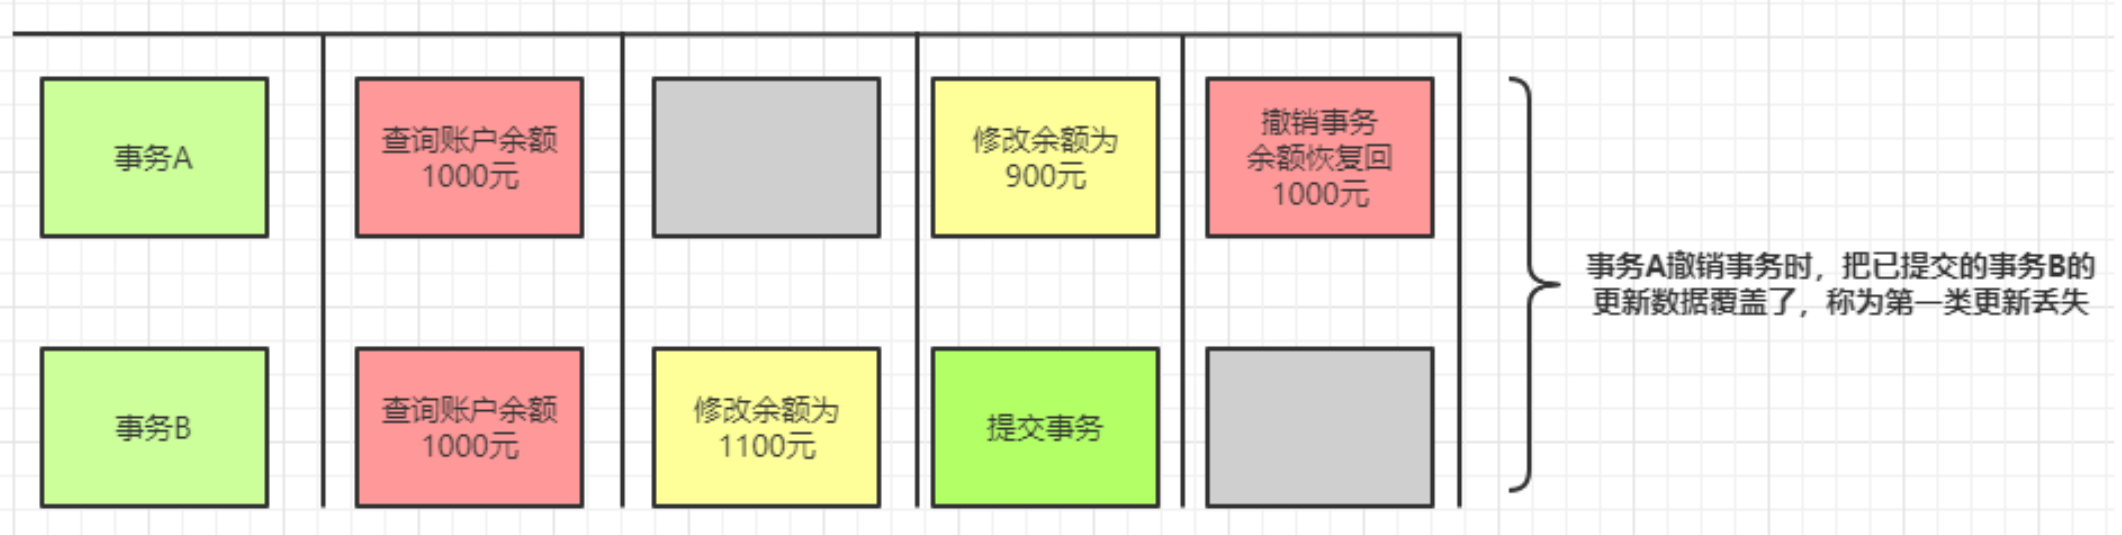 事务A
查询账户余额
1000元
修改余额为
900元
撤销事务
余额恢复回
1000元
事务B
查询账户余额
1000元
修改余额为
1100元
提交事务
事务A撤销事务时，把已提交的事务B的
更新数据覆盖了，称为第一类更新丢失